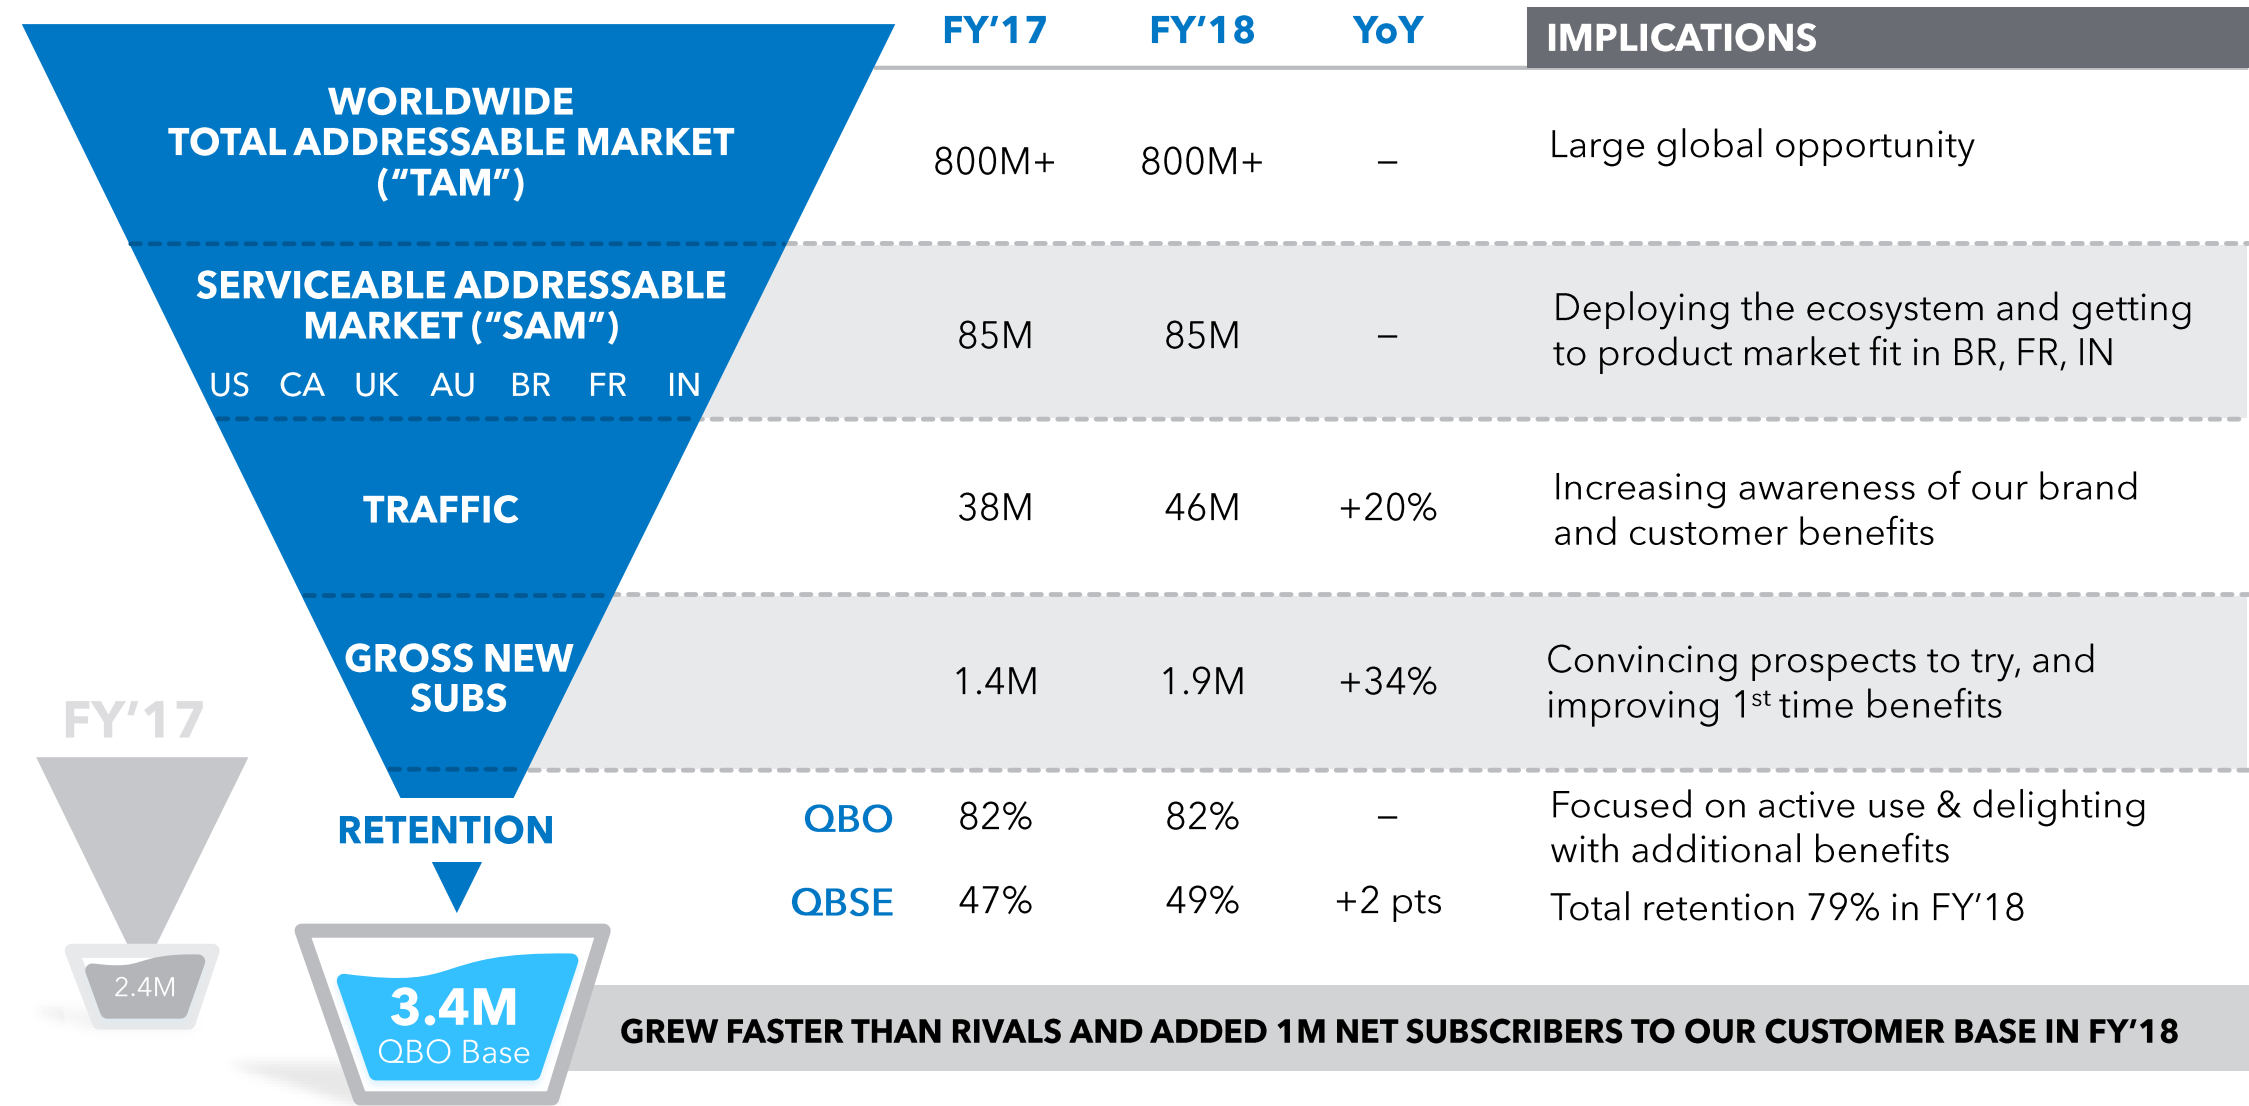 FY’17 FY’18 YoY IMPLICATIONS
WORLDWIDE
TOTAL ADDRESSABLE MARKET
(“TAM”)
800M+ 800M+ – Large global opportunity
SERVICEABLE ADDRESSABLE
MARKET (“SAM”)
US CA UK AU BR FR IN
85M 85M –
Deploying the ecosystem and getting
to product market fit in BR, FR, IN
TRAFFIC
38M 46M +20%
Increasing awareness of our brand
and customer benefits
GROSS NEW
SUBS
1.4M 1.9M +34%
Convincing prospects to try, and
improving 1st time benefits
RETENTION
QBO 82% 82% –
Focused on active use & delighting
with additional benefits
QBSE 47% 49% +2 pts
Total retention 79% in FY’18
FY’17
2.4M
3.4M
QBO Base
GREW FASTER THAN RIVALS AND ADDED 1M NET SUBSCRIBERS TO OUR CUSTOMER BASE IN FY’18